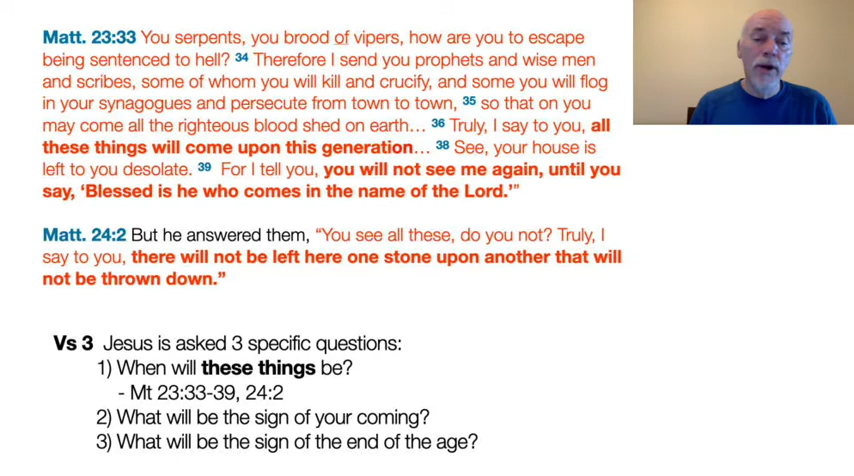 Matt. 23:33 You serpents, you brood of vipers, how are you to escape
being sentenced to hell? 34 Therefore I send you prophets and wise men
and scribes, some of whom you will kill and crucify, and some you will flog
in your synagogues and persecute from town to town, 35 so that on you
may come all the righteous blood shed on earth… 36 Truly, I say to you, all
these things will come upon this generation… 38 See, your house is
left to you desolate. 39 For I tell you, you will not see me again, until you
say, ‘Blessed is he who comes in the name of the Lord.’”
Matt. 24:2 But he answered them, “You see all these, do you not? Truly, I
say to you, there will not be left here one stone upon another that will
not be thrown down.”
Vs 3 Jesus is asked 3 specific questions:
1) When will these things be?
- Mt 23:33-39, 24:2
2) What will be the sign of your coming?
3) What will be the sign of the end of the age?